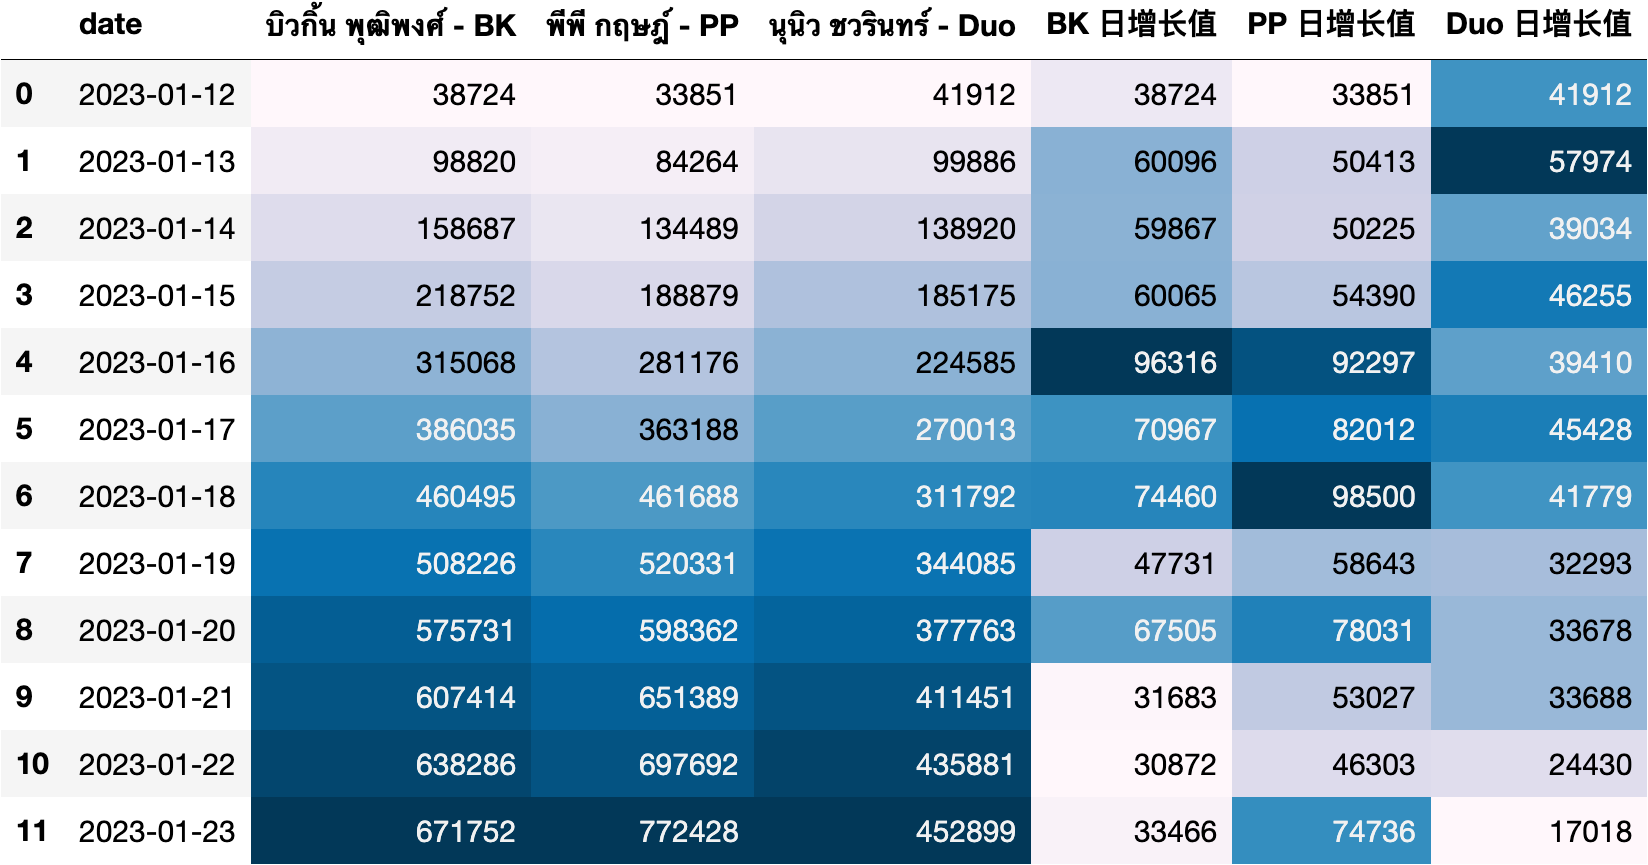 date บิวกิ้น พุฒิพงศ์ - BK พีพี กฤษฎ์ - PP นุนิว ชวรินทร์ - Duo BK 日增长值 PP 日增长值 Duo 日增长值
0 2023-01-12 38724 33851 41912 38724 33851 41912
1 2023-01-13 98820 84264 99886 60096 50413 57974
2 2023-01-14 158687 134489 138920 59867 50225 39034
3 2023-01-15 218752 188879 185175 60065 54390 46255
4 2023-01-16 315068 281176 224585 96316 92297 39410
5 2023-01-17 386035 363188 270013 70967 82012 45428
6 2023-01-18 460495 461688 311792 74460 98500 41779
7 2023-01-19 508226 520331 344085 47731 58643 32293
8 2023-01-20 575731 598362 377763 67505 78031 33678
9 2023-01-21 607414 651389 411451 31683 53027 33688
10 2023-01-22 638286 697692 435881 30872 46303 24430
11 2023-01-23 671752 772428 452899 33466 74736 17018